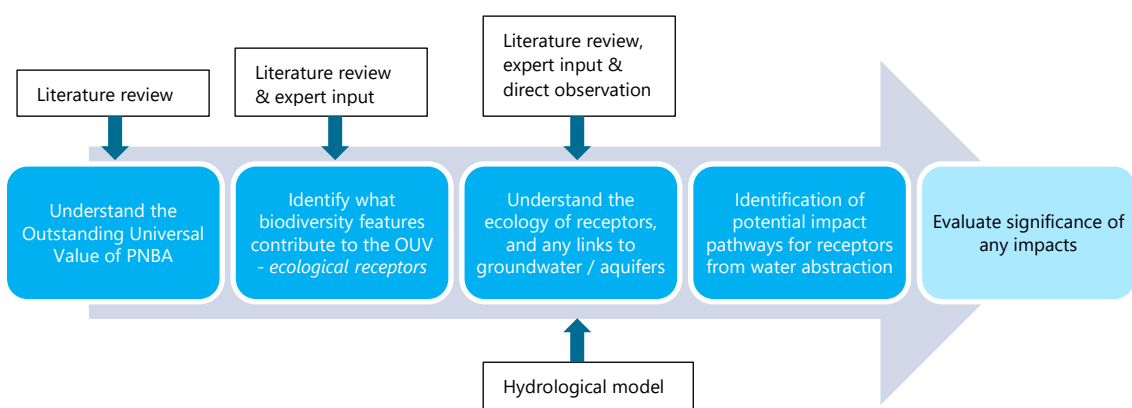 Literature review
Literature review
& expert input
Literature review,
expert input &
direct observation
Understand the
Outstanding Universal
Value of PNBA
Identify what
biodiversity features
contribute to the OUV
- ecological receptors
Understand the
ecology of receptors,
and any links to
groundwater / aquifers
Identification of
potential impact
pathways for receptors
from water abstraction
Evaluate significance of
any impacts
Hydrological model